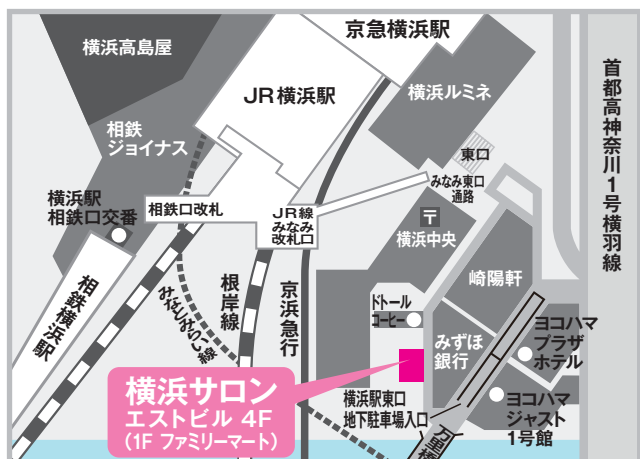 横浜高島屋
京急横浜駅
JR横浜駅
横浜ルミネ
首都高神奈川1号横羽線
相鉄
ジョイナス
東口
みなみ東口
通路
横浜駅
相鉄口交番
相鉄口改札
JR線
みなみ
改札口
〒
横浜中央
崎陽軒
相鉄横浜駅
みなとみらい線
根岸線
京浜急行
ドトール
コーヒー
みずほ
銀行
ヨコハマ
プラザ
ホテル
横浜サロン
エストビル 4F
(1F ファミリーマート)
横浜駅東口
地下駐車場入口
ヨコハマ
ジャスト
1号館
万里橋